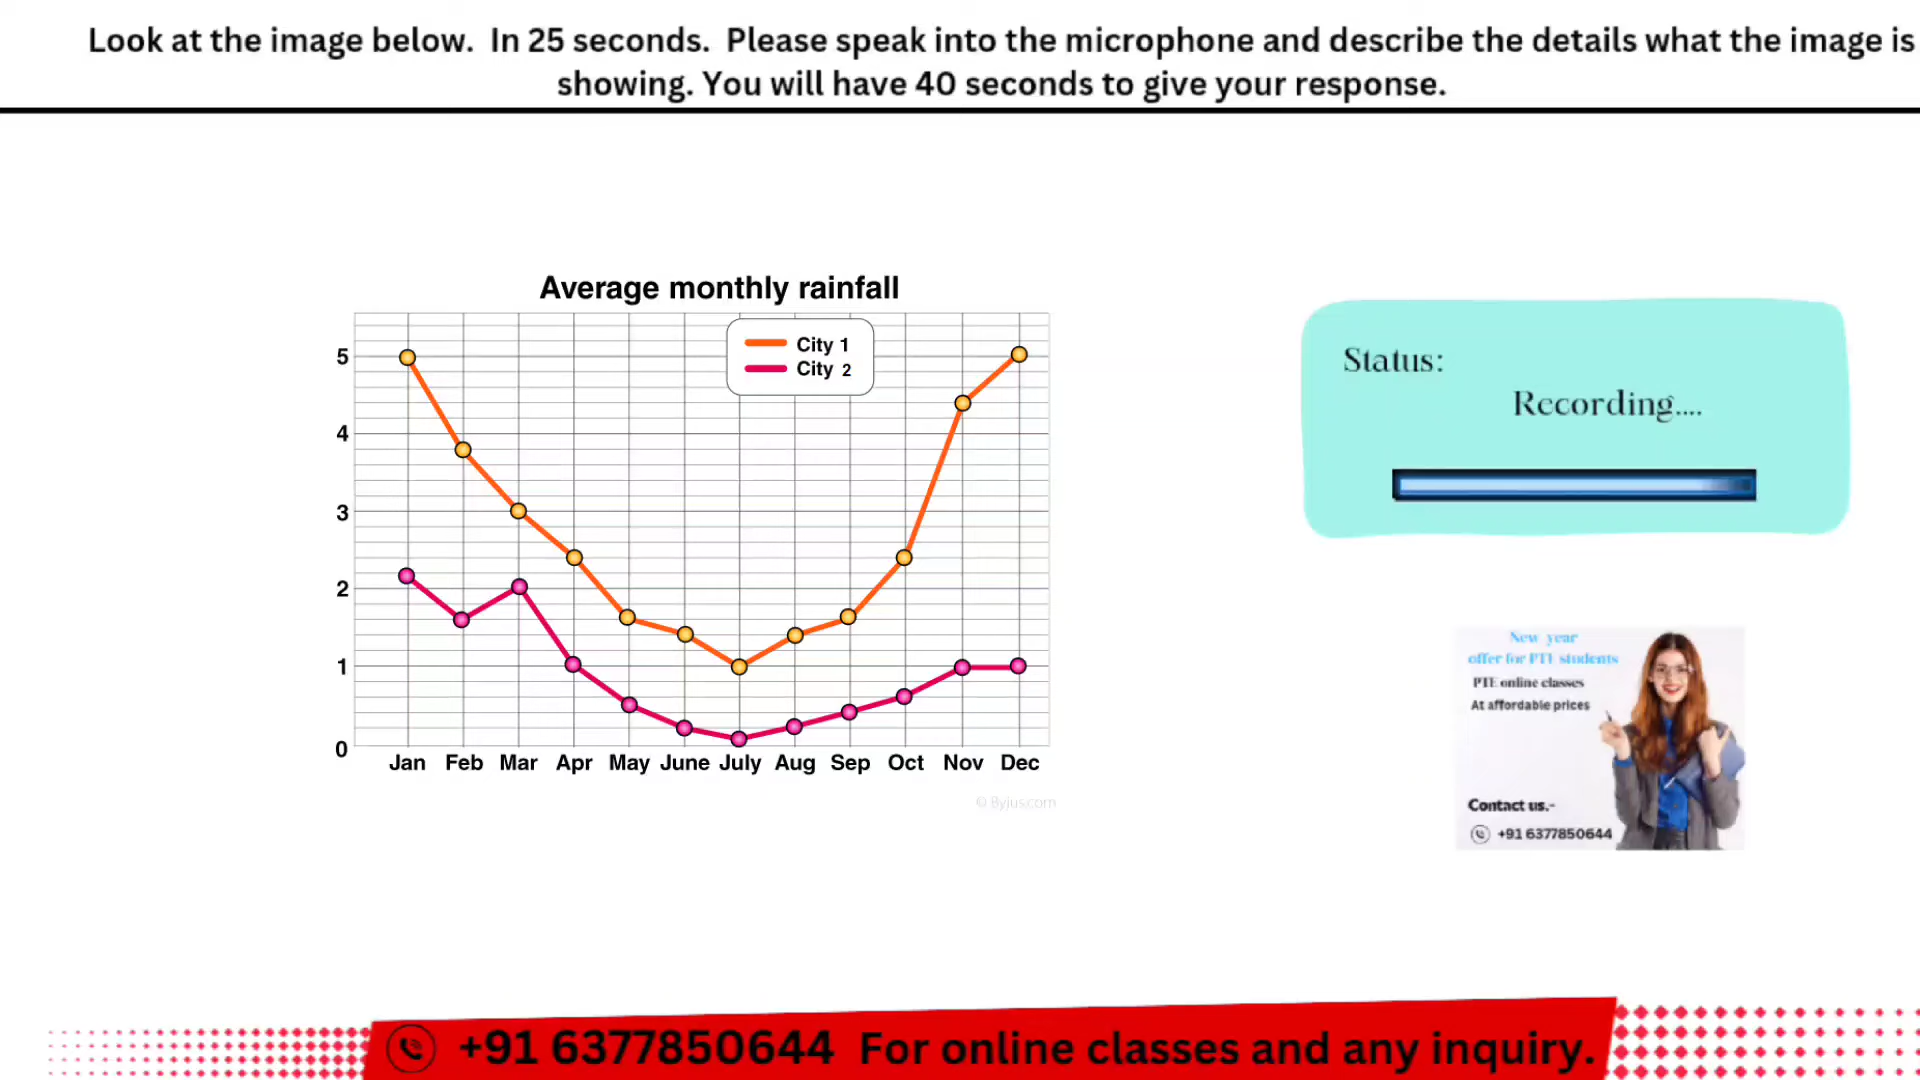 Look at the image below.  In 25 seconds.  Please speak into the microphone and describe the details what the image is
showing. You will have 40 seconds to give your response.
Average monthly rainfall
City 1
City 2
5
4
3
2
1
0
Jan Feb Mar Apr May June July Aug Sep Oct Nov Dec
© Byjus.com
Status:
Recording....
New year
offer for PTE students
PTE online classes
At affordable prices
Contact us.-
+91 6377850644
+91 6377850644 For online classes and any inquiry.